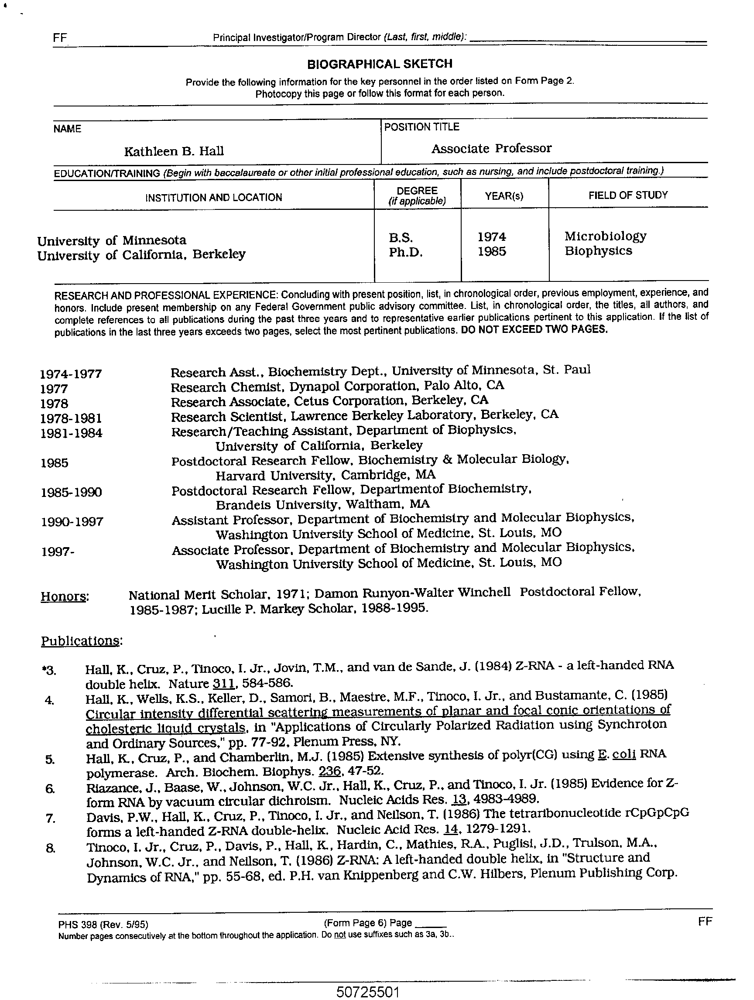 FF Principal Investigator/Program Director (Last, first, middle):
BIOGRAPHICAL SKETCH
Provide the following information for the key personnel in the order listed on Form Page 2.
Photocopy this page or follow this format for each person.
NAME POSITION TITLE
Kathleen B. Hall Associate Professor
EDUCATION/TRAINING (Begin with baccalaureate or other initial professional education, such as nursing, and include postdoctoral training.)
INSTITUTION AND LOCATION DEGREE (if applicable) YEAR(s) FIELD OF STUDY
University of Minnesota B.S. 1974 Microbiology
University of California, Berkeley Ph.D. 1985 Biophysics
RESEARCH AND PROFESSIONAL EXPERIENCE: Concluding with present position, list, in chronological order, previous employment, experience, and
honors. Include present membership on any Federal Government public advisory committee. List, in chronological order, the titles, all authors, and
complete references to all publications during the past three years and to representative earlier publications pertinent to this application. If the list of
publications in the last three years exceeds two pages, select the most pertinent publications. DO NOT EXCEED TWO PAGES.
1974-1977 Research Asst., Biochemistry Dept., University of Minnesota, St. Paul
1977 Research Chemist, Dynapol Corporation, Palo Alto, CA
1978 Research Associate, Cetus Corporation, Berkeley, CA
1978-1981 Research Scientist, Lawrence Berkeley Laboratory, Berkeley, CA
1981-1984 Research/Teaching Assistant, Department of Biophysics,
University of California, Berkeley
1985 Postdoctoral Research Fellow, Biochemistry & Molecular Biology,
Harvard University, Cambridge, MA
1985-1990 Postdoctoral Research Fellow, Departmentof Biochemistry,
Brandeis University, Waltham, MA
1990-1997 Assistant Professor, Department of Biochemistry and Molecular Biophysics,
Washington University School of Medicine, St. Louis, MO
1997- Associate Professor, Department of Biochemistry and Molecular Biophysics,
Washington University School of Medicine, St. Louis, MO
Honors: National Merit Scholar, 1971; Damon Runyon-Walter Winchell Postdoctoral Fellow,
1985-1987; Lucille P. Markey Scholar, 1988-1995.
Publications:
*3. Hall, K., Cruz, P., Tinoco, I. Jr., Jovin, T.M., and van de Sande, J. (1984) Z-RNA - a left-handed RNA
double helix. Nature 311, 584-586.
4. Hall, K., Wells, K.S., Keller, D., Samori, B., Maestre, M.F., Tinoco, I. Jr., and Bustamante, C. (1985)
Circular intensity differential scattering measurements of planar and focal conic orientations of
cholesteric liquid crystals, in "Applications of Circularly Polarized Radiation using Synchroton
and Ordinary Sources," pp. 77-92, Plenum Press, NY.
5. Hall, K., Cruz, P., and Chamberlin, M.J. (1985) Extensive synthesis of polyr(CG) using E. coli RNA
polymerase. Arch. Biochem. Biophys. 236, 47-52.
6. Riazance, J., Baase, W., Johnson, W.C. Jr., Hall, K., Cruz, P., and Tinoco, I. Jr. (1985) Evidence for Z-
form RNA by vacuum circular dichroism. Nucleic Acids Res. 13, 4983-4989.
7. Davis, P.W., Hall, K., Cruz, P., Tinoco, I. Jr., and Neilson, T. (1986) The tetraribonucleotide rCpGpCpG
forms a left-handed Z-RNA double-helix. Nucleic Acid Res. 14, 1279-1291.
8. Tinoco, I. Jr., Cruz, P., Davis, P., Hall, K., Hardin, C., Mathies, R.A., Puglisi, J.D., Trulson, M.A.,
Johnson, W.C. Jr., and Neilson, T. (1986) Z-RNA: A left-handed double helix, in "Structure and
Dynamics of RNA," pp. 55-68, ed. P.H. van Knippenberg and C.W. Hilbers, Plenum Publishing Corp.
PHS 398 (Rev. 5/95) (Form Page 6) Page FF
Number pages consecutively at the bottom throughout the application. Do not use suffixes such as 3a, 3b..
50725501